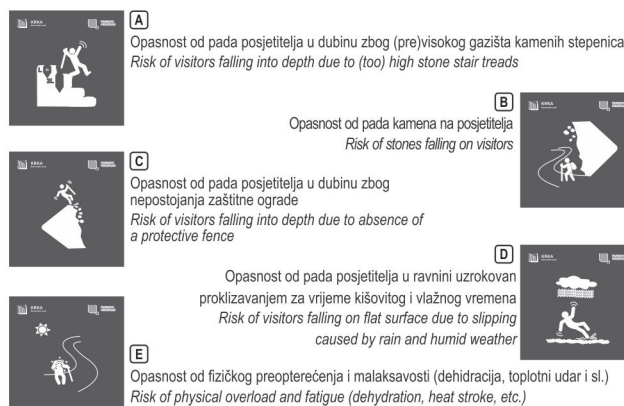 KRKA
A
Opasnost od pada posjetitelja u dubinu zbog (pre)visokog gazišta kamenih stepenica
Risk of visitors falling into depth due to (too) high stone stair treads
KRKA
B
Opasnost od pada kamena na posjetitelja
Risk of stones falling on visitors
KRKA
C
Opasnost od pada posjetitelja u dubinu zbog
nepostojanja zaštitne ograde
Risk of visitors falling into depth due to absence of
a protective fence
KRKA
D
Opasnost od pada posjetitelja u ravnini uzrokovan
proklizavanjem za vrijeme kišovitog i vlažnog vremena
Risk of visitors falling on flat surface due to slipping
caused by rain and humid weather
KRKA
E
Opasnost od fizičkog preopterećenja i malaksavosti (dehidracija, toplotni udar i sl.)
Risk of physical overload and fatigue (dehydration, heat stroke, etc.)